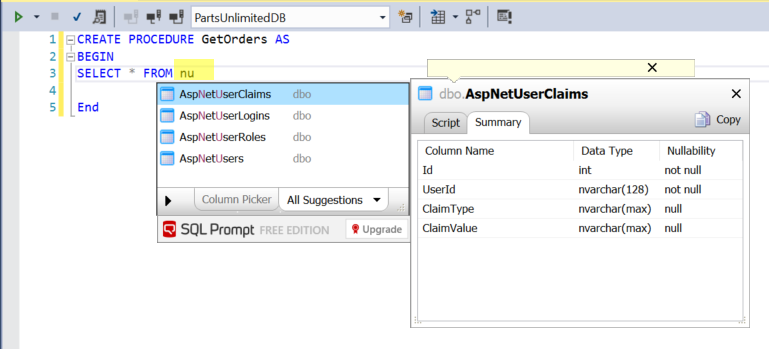 PartsUnlimitedDB
1 CREATE PROCEDURE GetOrders AS
2 BEGIN
3 SELECT * FROM nu
4
5 End
AspNetUserClaims dbo
AspNetUserLogins dbo
AspNetUserRoles dbo
AspNetUsers dbo
Column Picker All Suggestions
SQL Prompt FREE EDITION Upgrade
dbo.AspNetUserClaims
Script Summary Copy
Column Name Data Type Nullability
Id int not null
UserId nvarchar(128) not null
ClaimType nvarchar(max) null
ClaimValue nvarchar(max) null